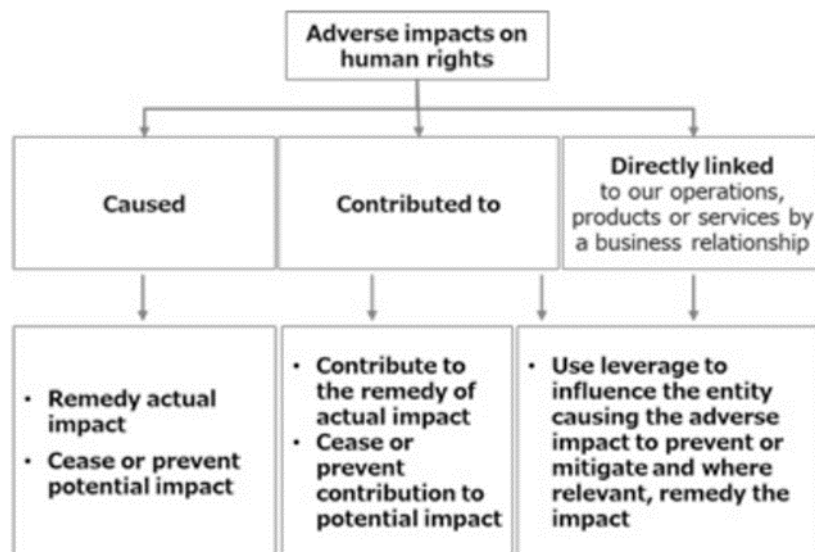 Adverse impacts on
human rights
Caused
Contributed to
Directly linked
to our operations,
products or services by
a business relationship
• Remedy actual
impact
• Cease or prevent
potential impact
• Contribute to
the remedy of
actual impact
• Cease or
prevent
contribution to
potential impact
• Use leverage to
influence the entity
causing the adverse
impact to prevent or
mitigate and where
relevant, remedy the
impact